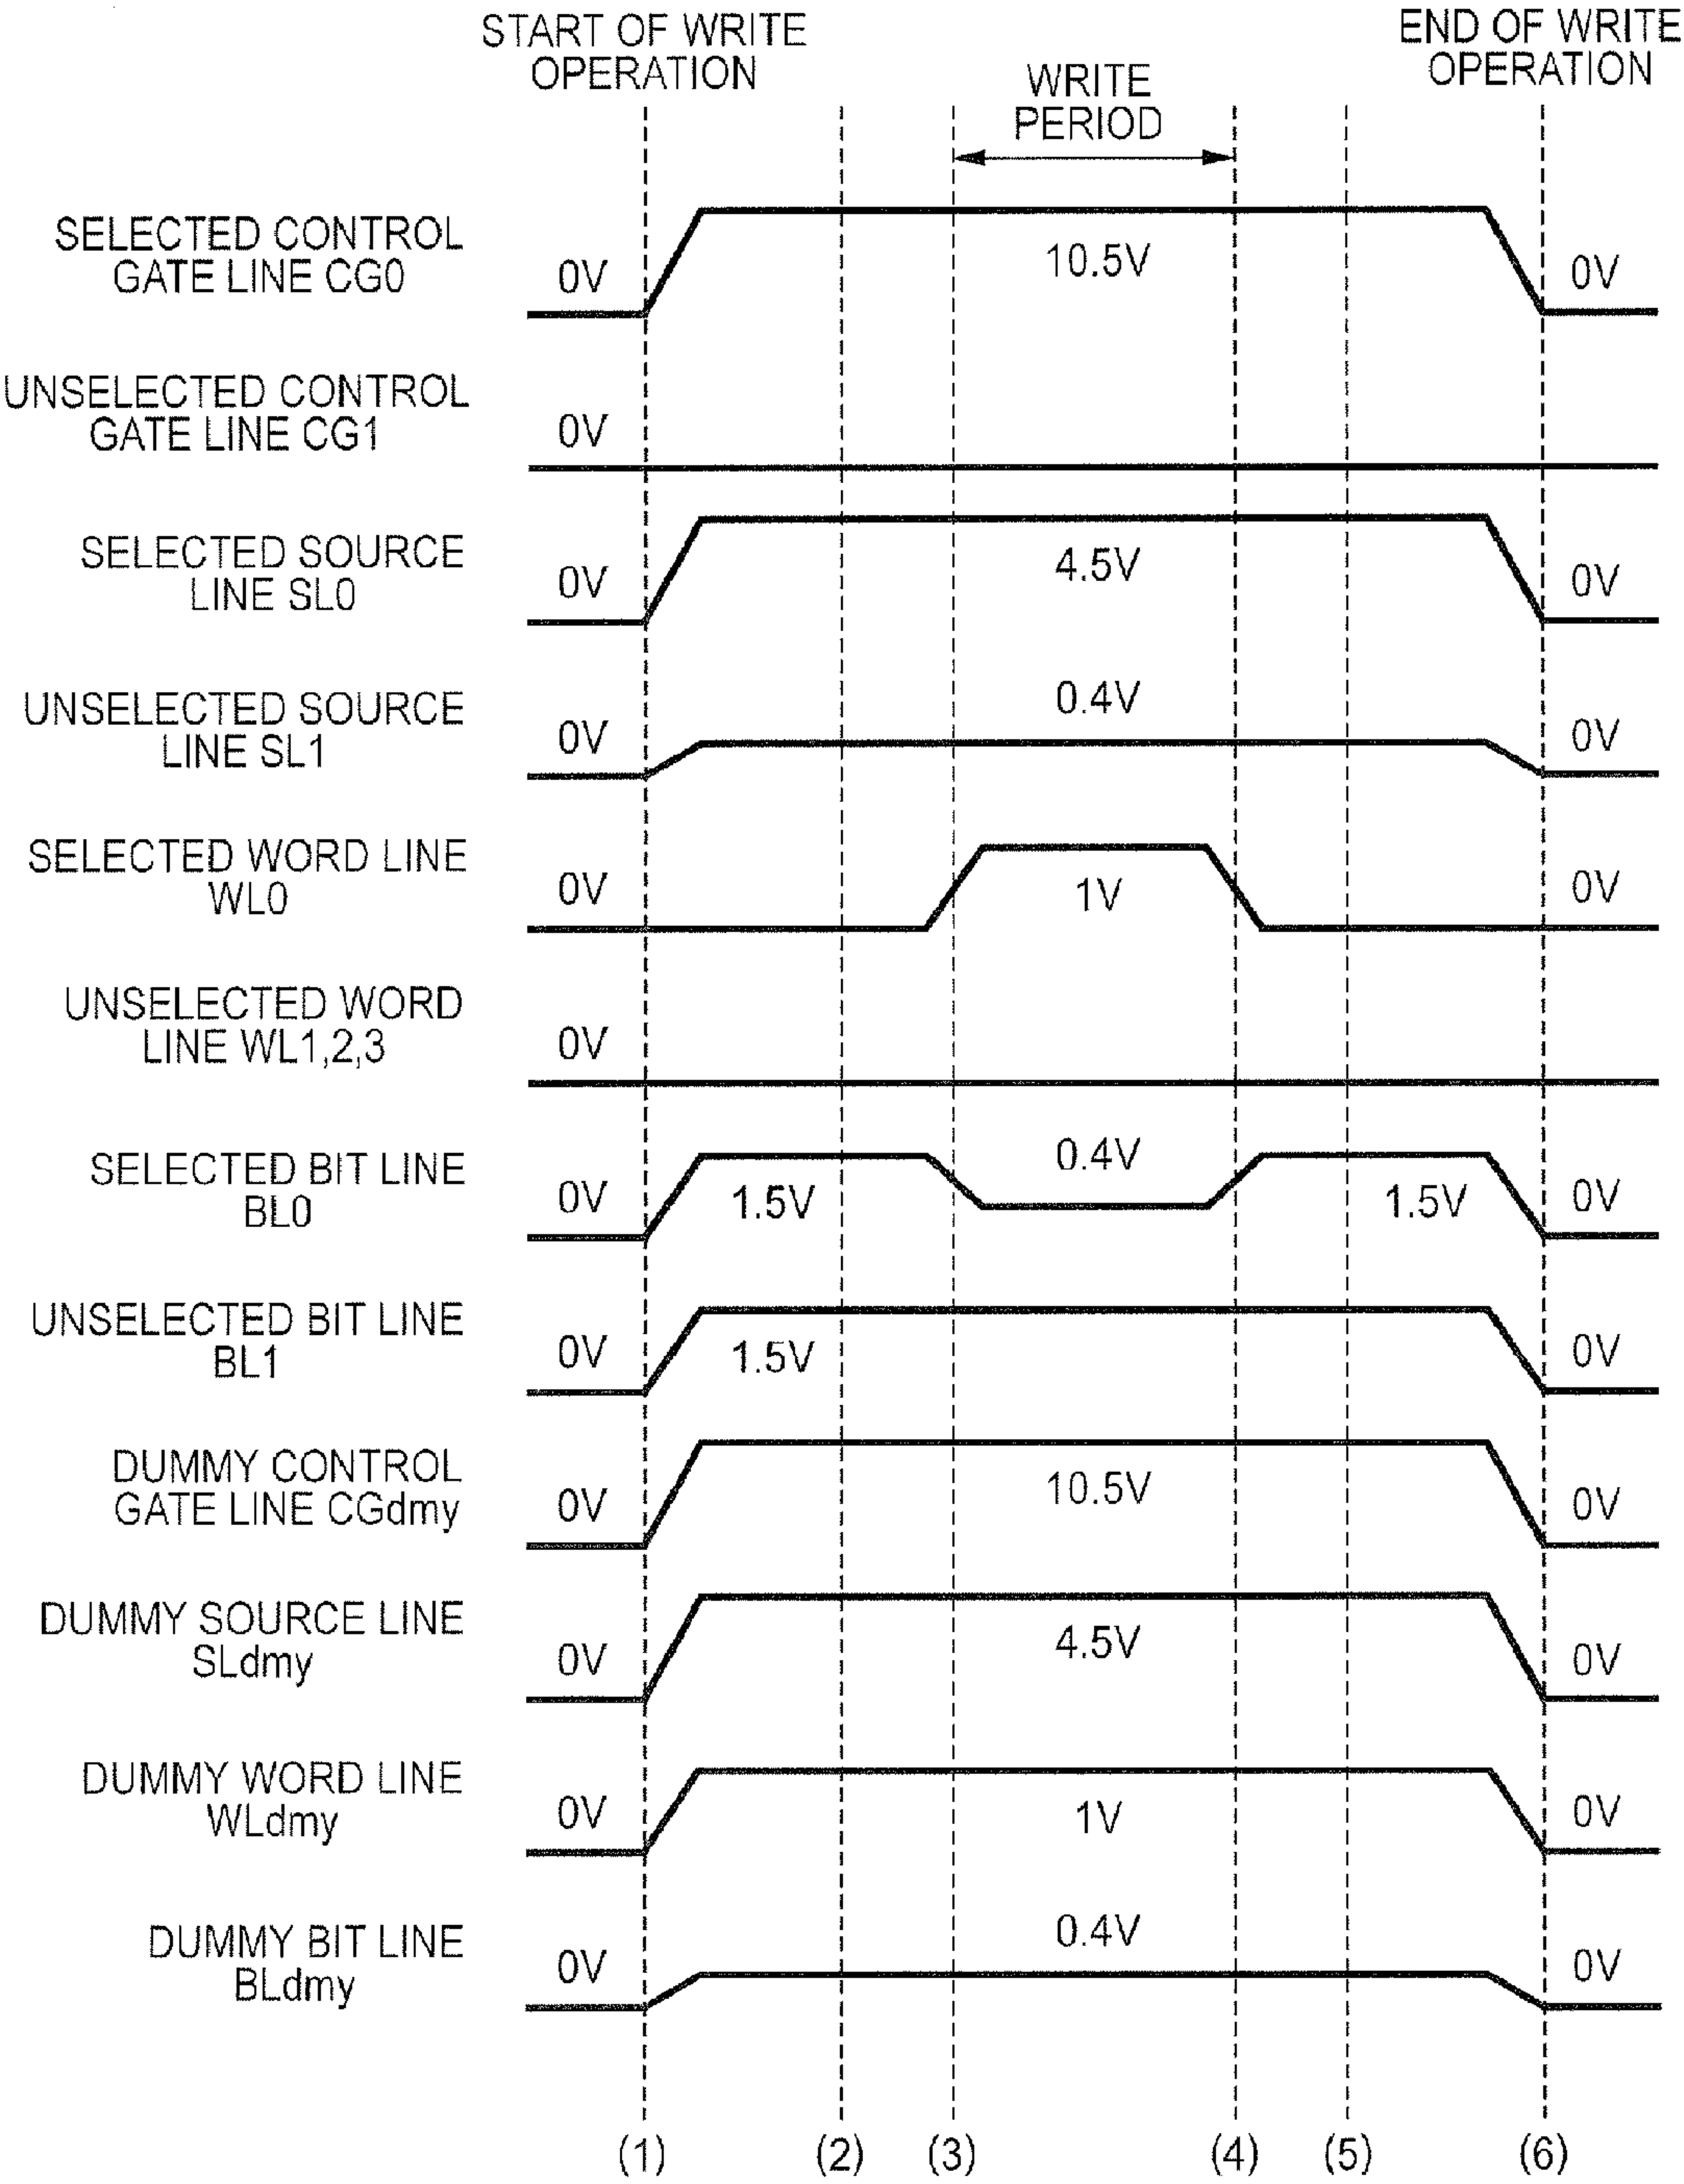 START OF WRITE
OPERATION
WRITE
PERIOD
END OF WRITE
OPERATION
SELECTED CONTROL
GATE LINE CG0
0V
10.5V
0V
UNSELECTED CONTROL
GATE LINE CG1
0V
SELECTED SOURCE
LINE SL0
0V
4.5V
0V
UNSELECTED SOURCE
LINE SL1
0V
0.4V
0V
SELECTED WORD LINE
WL0
0V
1V
0V
UNSELECTED WORD
LINE WL1,2,3
0V
SELECTED BIT LINE
BL0
0V
1.5V
0.4V
1.5V
0V
UNSELECTED BIT LINE
BL1
0V
1.5V
0V
DUMMY CONTROL
GATE LINE CGdmy
0V
10.5V
0V
DUMMY SOURCE LINE
SLdmy
0V
4.5V
0V
DUMMY WORD LINE
WLdmy
0V
1V
0V
DUMMY BIT LINE
BLdmy
0V
0.4V
0V
(1) (2) (3) (4) (5) (6)